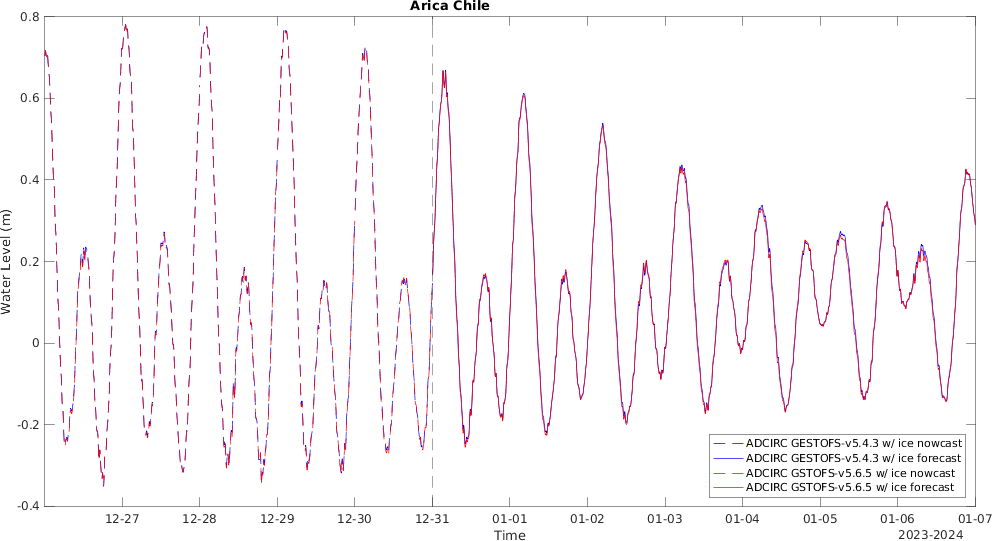 Arica Chile
0.8
0.6
0.4
0.2
0
-0.2
-0.4
Water Level (m)
12-27 12-28 12-29 12-30 12-31 01-01 01-02 01-03 01-04 01-05 01-06 01-07
Time
2023-2024
ADCIRC GESTOFS-v5.4.3 w/ ice nowcast
ADCIRC GESTOFS-v5.4.3 w/ ice forecast
ADCIRC GSTOFS-v5.6.5 w/ ice nowcast
ADCIRC GSTOFS-v5.6.5 w/ ice forecast